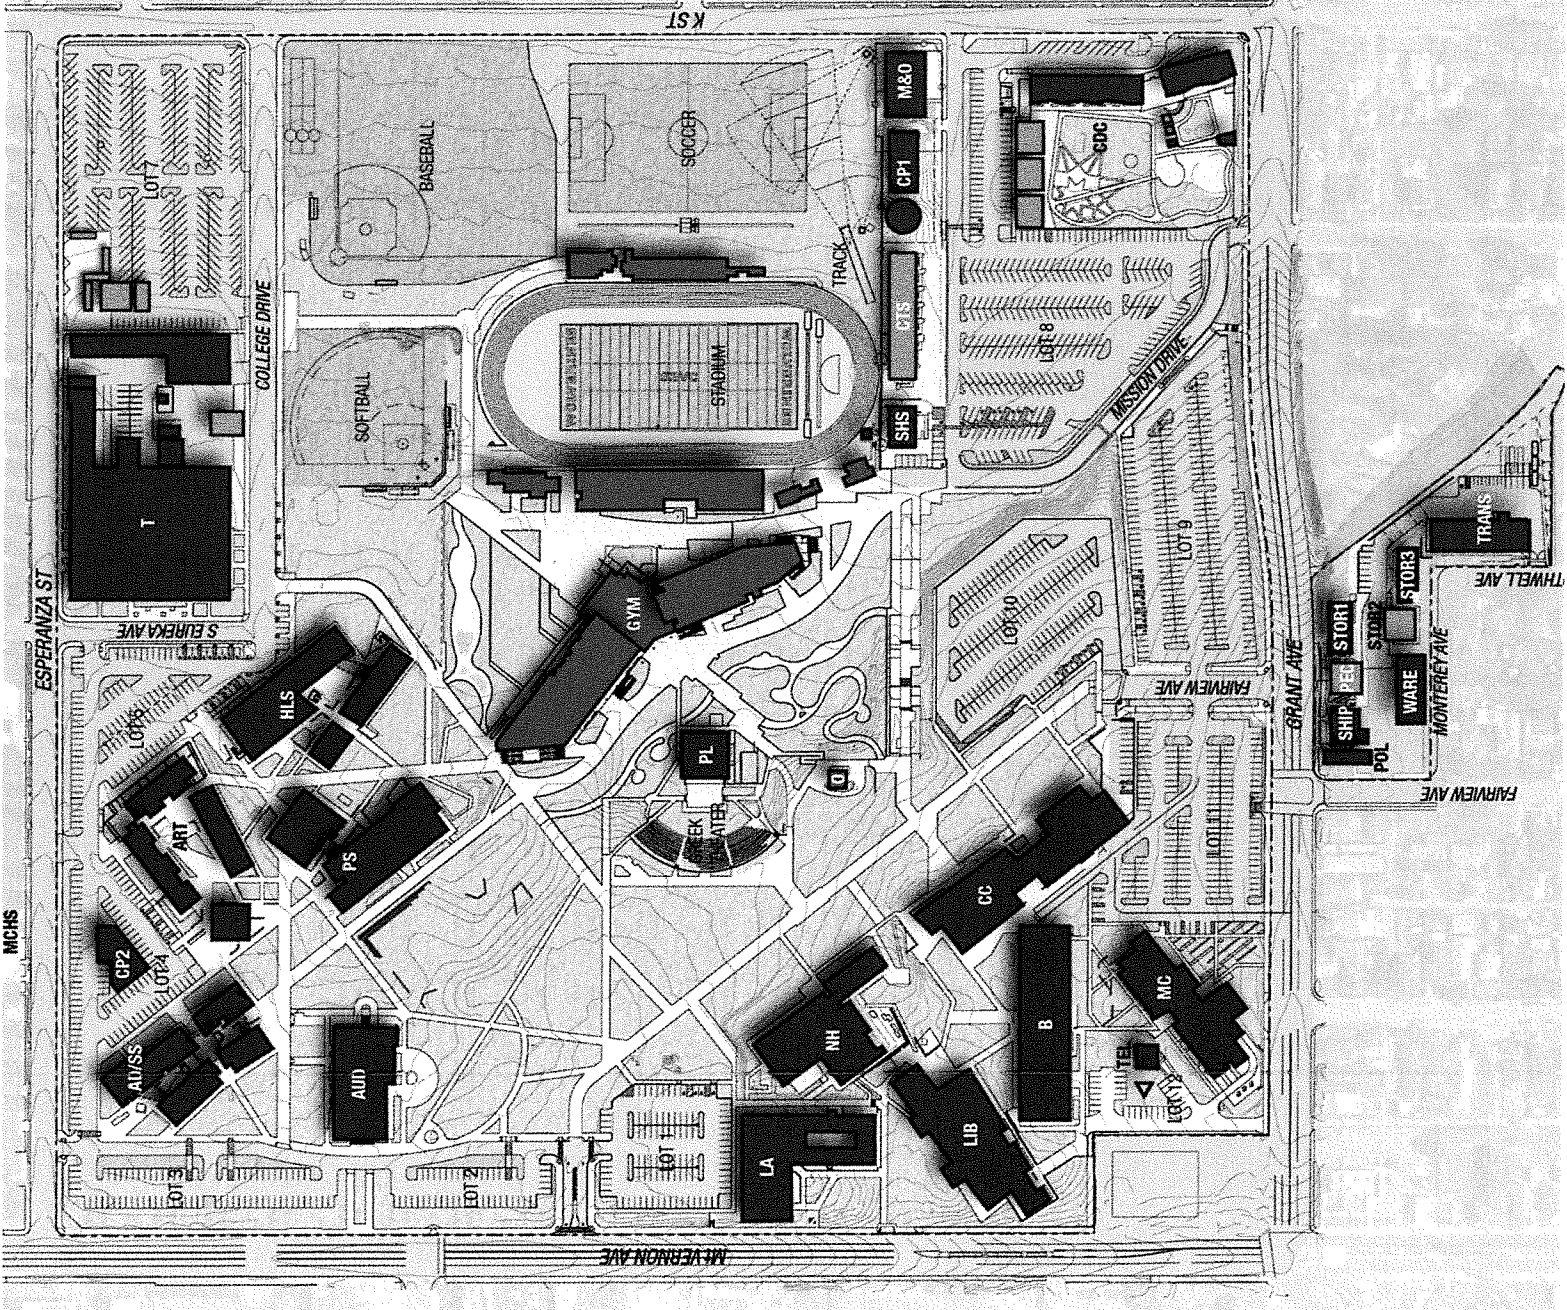 K ST
M&O
BASEBALL
SOCCER
CDC
CP1
LOT 7
TRACK
COLLEGE DRIVE
CTS
LOT 8
STADIUM
SOFTBALL
MISSION DRIVE
SHS
T
TRANS
LOT 9
STOR3
THWELL AVE
ESPERANZA ST
GYM
LOT 10
STOR1
STOR2
S EUREKA AVE
GRANT AVE
FAIRVIEW AVE
MONTEREY AVE
HLS
WARE
SHIP
LOT 5
PL
POL
FAIRVIEW AVE
ART
PS
GREEK
THEATER
LOT 11
CC
MCHS
CP2
LOT 4
MC
B
NH
AD/SS
AUD
TEL
LOT 12
LIB
LOT 1
LA
LOT 3
LOT 2
Mt VERNON AVE